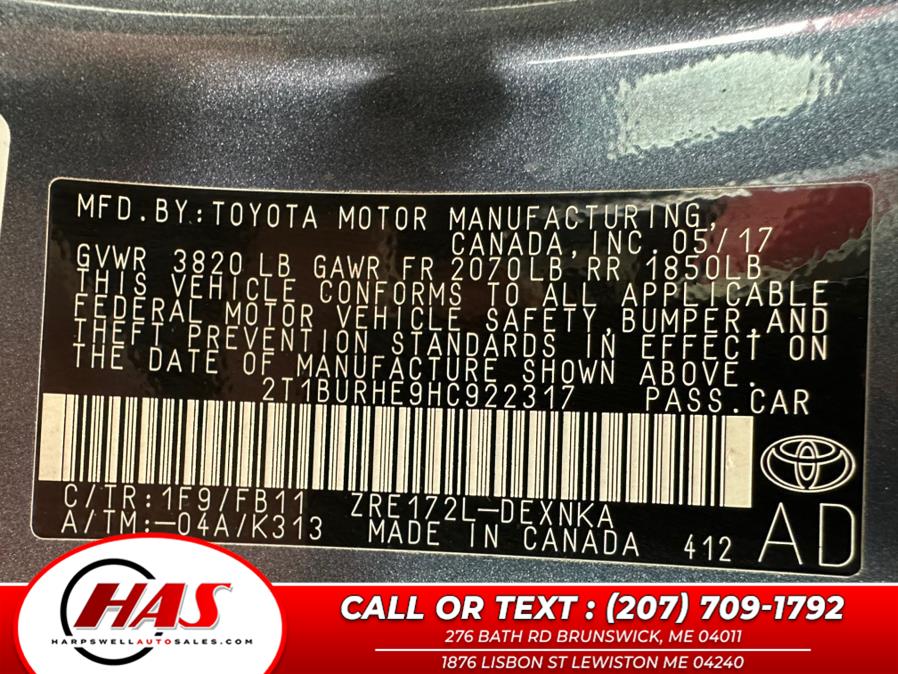 MFD.BY:TOYOTA MOTOR MANUFACTURING,
CANADA,INC.05/17
GVWR 3820 LB GAWR FR 2070LB RR 1850LB
THIS VEHICLE CONFORMS TO ALL APPLICABLE
FEDERAL MOTOR VEHICLE SAFETY,BUMPER,AND
THEFT PREVENTION STANDARDS IN EFFECT ON
THE DATE OF MANUFACTURE SHOWN ABOVE.
2T1BURHE9HC922317 PASS.CAR
C/TR:1F9/FB11 ZRE172L-DEXNKA
A/TM:-04A/K313 MADE IN CANADA 412 AD
HAS
HARPSWELLAUTOSALES.COM
CALL OR TEXT : (207) 709-1792
276 BATH RD BRUNSWICK, ME 04011
1876 LISBON ST LEWISTON ME 04240